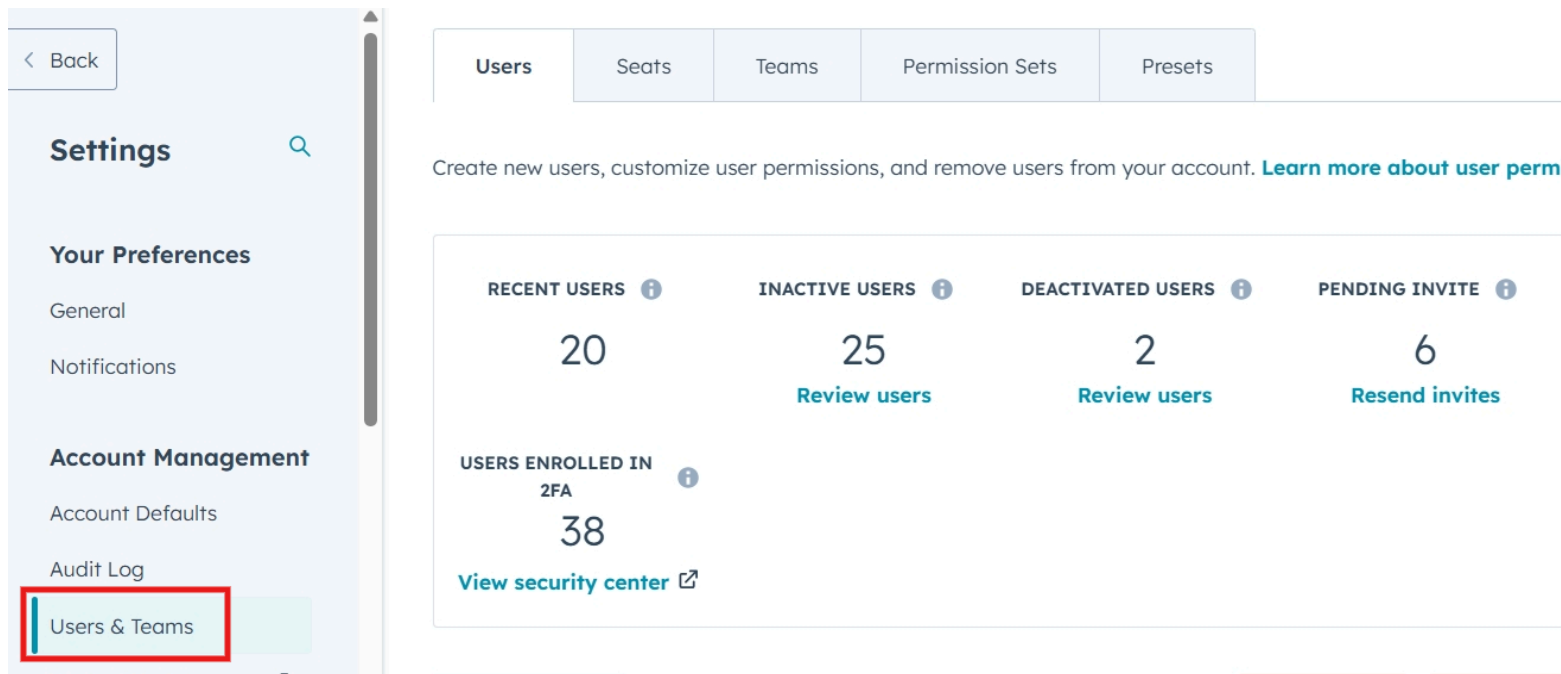 Back
Settings
Your Preferences
General
Notifications
Account Management
Account Defaults
Audit Log
Users & Teams
Users Seats Teams Permission Sets Presets
Create new users, customize user permissions, and remove users from your account. Learn more about user perm
RECENT USERS INACTIVE USERS DEACTIVATED USERS PENDING INVITE
20 25 2 6
Review users Review users Resend invites
USERS ENROLLED IN
2FA
38
View security center